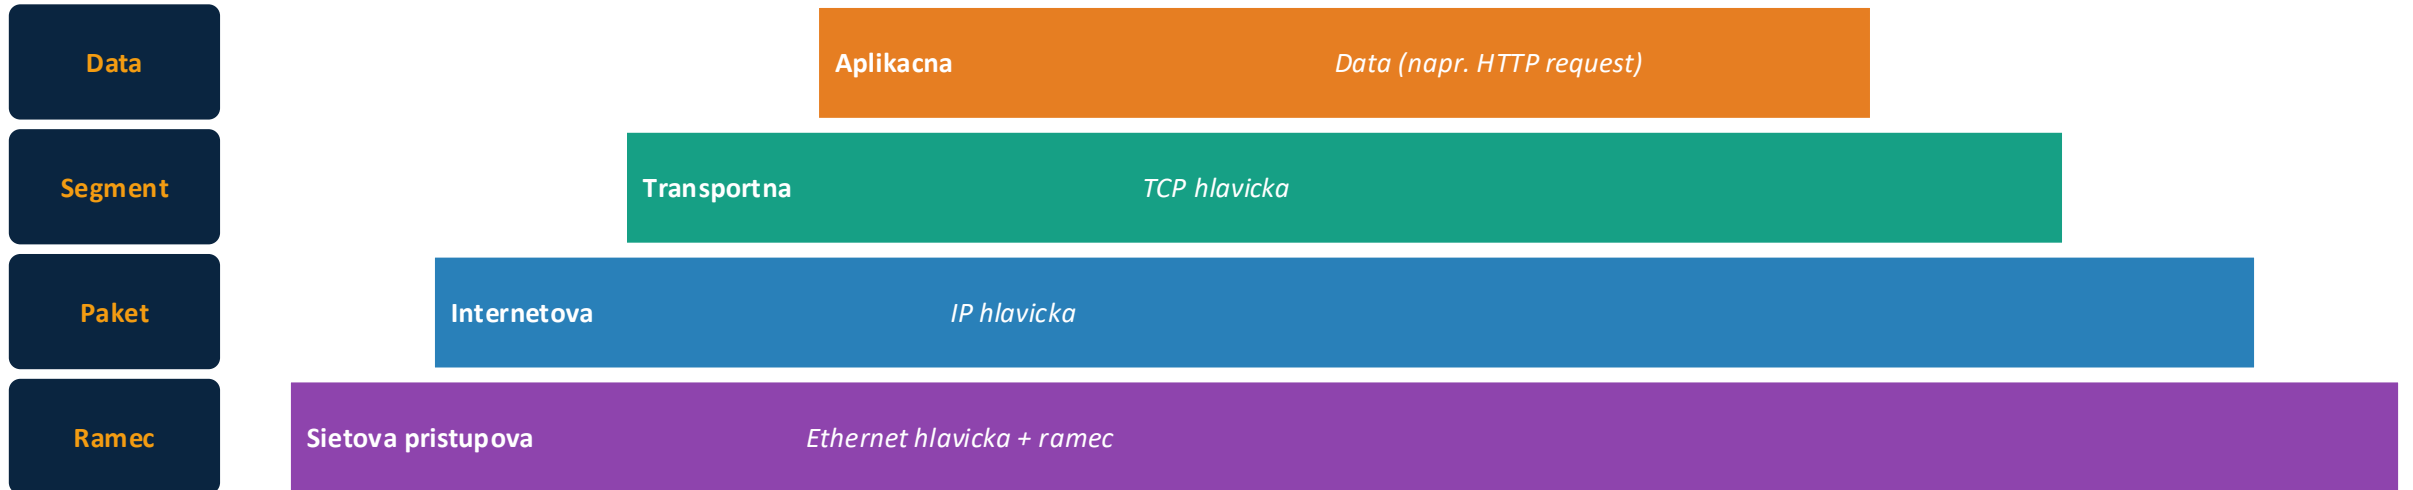 Data
Aplikacna
Data (napr. HTTP request)
Segment
Transportna
TCP hlavicka
Paket
Internetova
IP hlavicka
Ramec
Sietova pristupova
Ethernet hlavicka + ramec